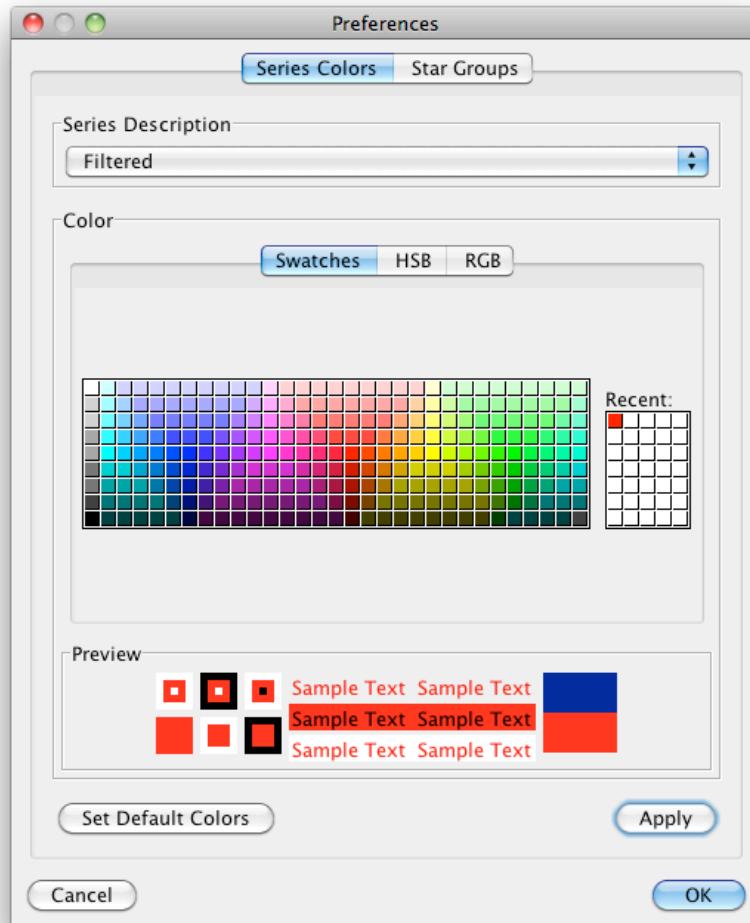 Preferences
Series Colors Star Groups
Series Description
Filtered
Color
Swatches HSB RGB
Recent:
Preview
Sample Text Sample Text
Sample Text Sample Text
Sample Text Sample Text
Set Default Colors Apply
Cancel OK